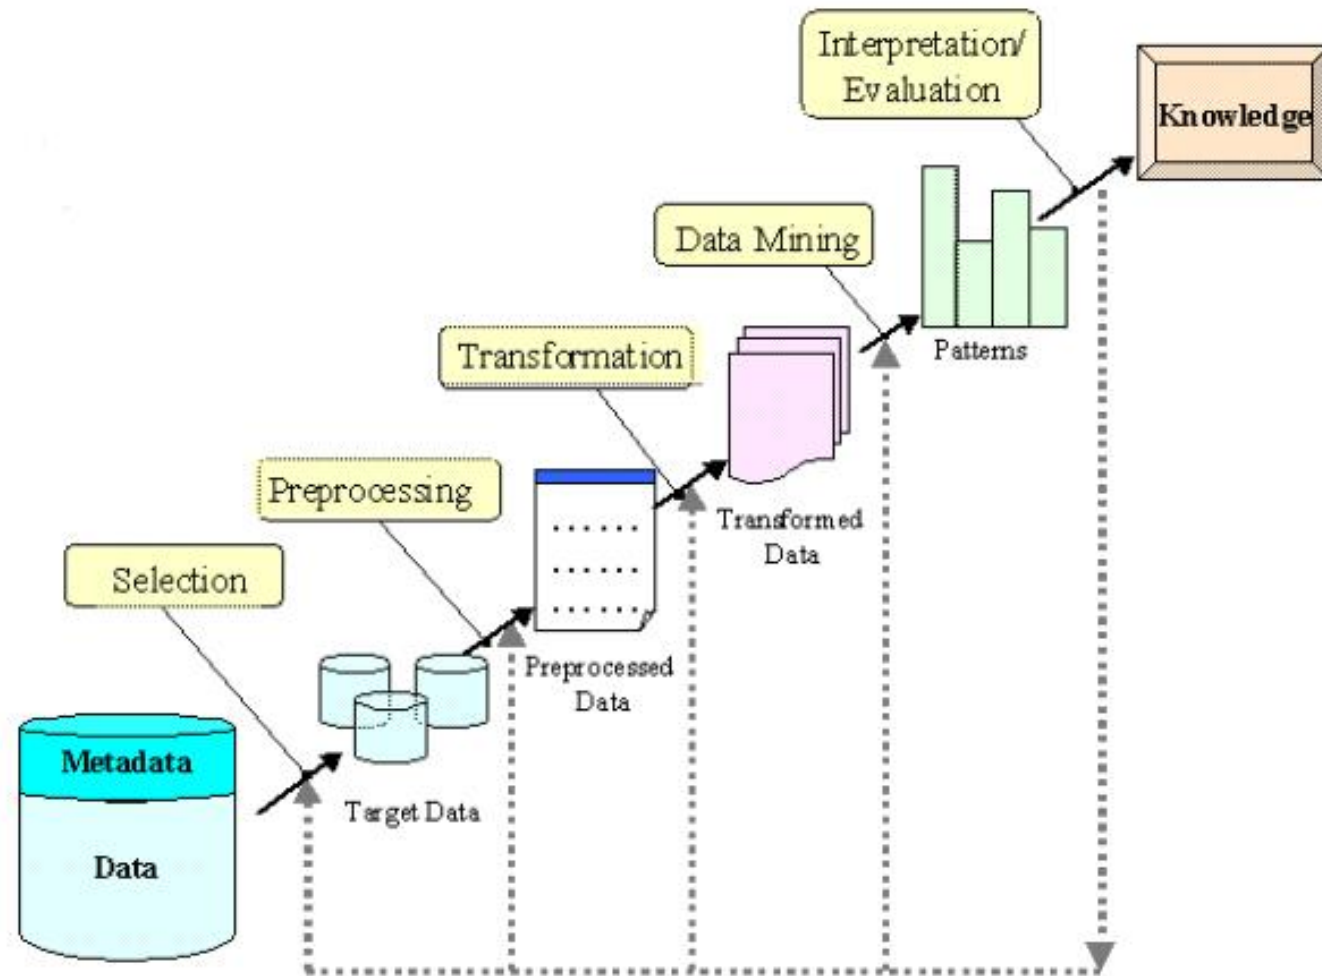 Interpretation/
Evaluation
Knowledge
Data Mining
Patterns
Transformation
Transformed
Data
Preprocessing
Preprocessed
Data
Selection
Target Data
Metadata
Data